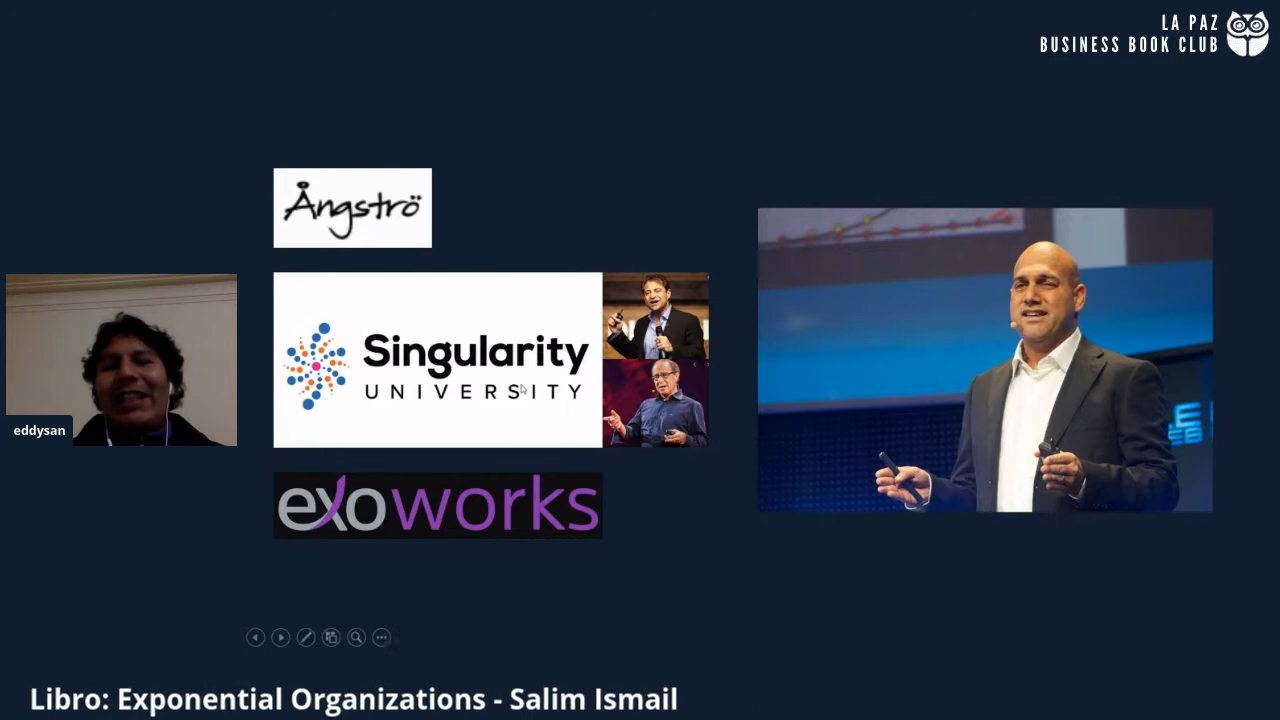 LA PAZ
BUSINESS BOOK CLUB
Ångströ
Singularity
UNIVERSITY
exoworks
eddysan
Libro: Exponential Organizations - Salim Ismail